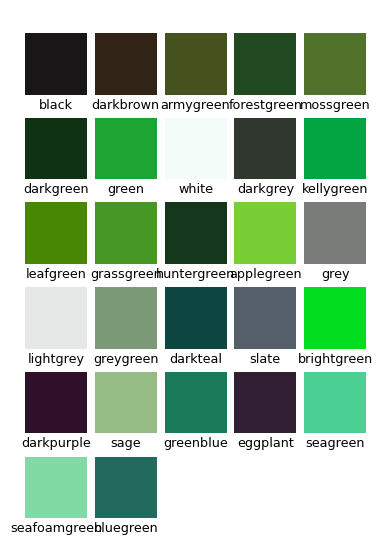 black darkbrown armygreen forestgreen mossgreen
darkgreen green white darkgrey kellygreen
leafgreen grassgreen huntergreen applegreen grey
lightgrey greygreen darkteal slate brightgreen
darkpurple sage greenblue eggplant seagreen
seafoamgreen bluegreen